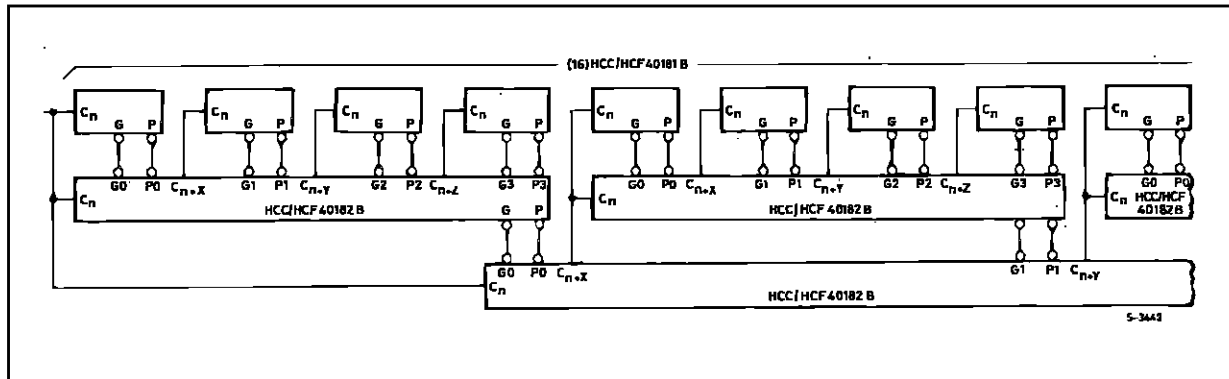 (16) HCC/HCF 40181 B
Cn G P Cn G P Cn G P Cn G P Cn G P Cn G P Cn G P Cn G P Cn G P
G0 P0 Cn+X G1 P1 Cn+Y G2 P2 Cn+Z G3 P3 G0 P0 Cn+X G1 P1 Cn+Y G2 P2 Cn+Z G3 P3 G0 P0
Cn HCC/HCF 40182 B G P Cn HCC/HCF 40182 B Cn HCC/HCF 40182 B
G0 P0 Cn+X G1 P1 Cn+Y
Cn HCC/HCF 40182 B
S-3442